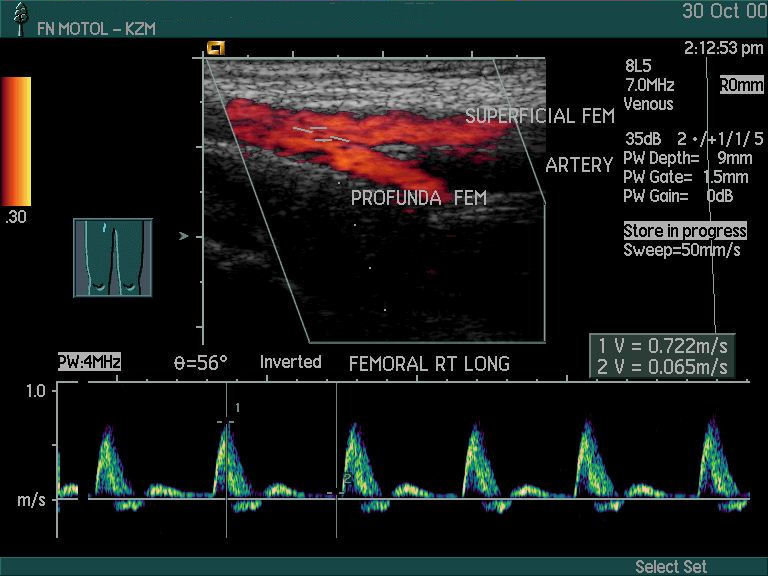 30 Oct 00
FN MOTOL – KZM
2:12:53 pm
8L5
7.0MHz R0mm
Venous
SUPERFICIAL FEM
ARTERY
PROFUNDA FEM
35dB 2 •/+1/1/ 5
PW Depth= 9mm
PW Gate= 1.5mm
PW Gain= 0dB
Store in progress
Sweep=50mm/s
.30
1 V = 0.722m/s
2 V = 0.065m/s
PW:4MHz θ=56° Inverted FEMORAL RT LONG
1.0
1
2
m/s
Select Set